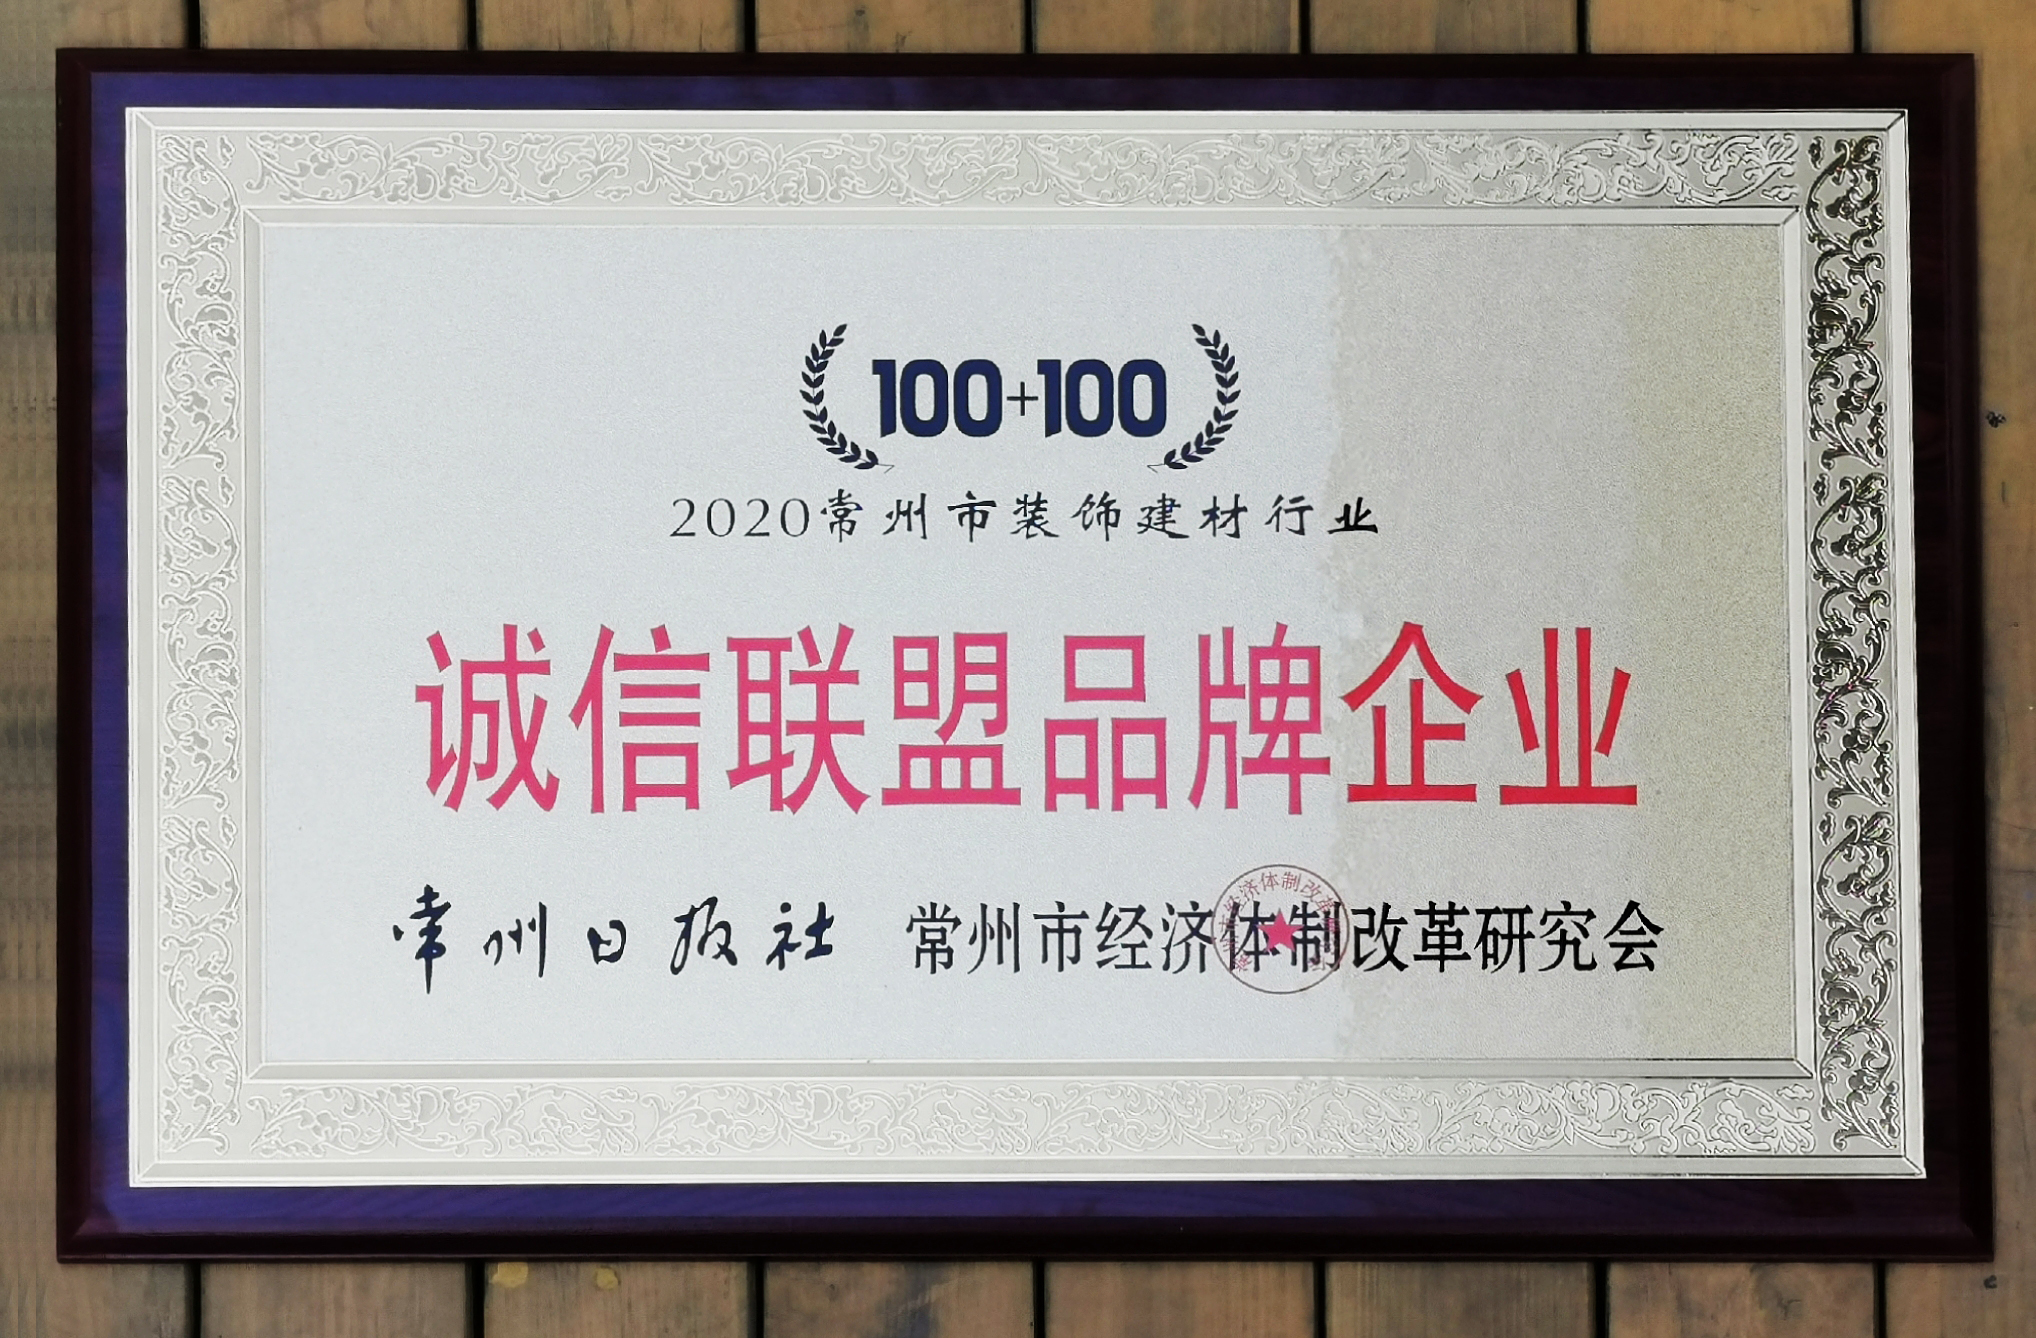 100+100
2020常州市装饰建材行业
诚信联盟品牌企业
常州日报社 常州市经济体制改革研究会